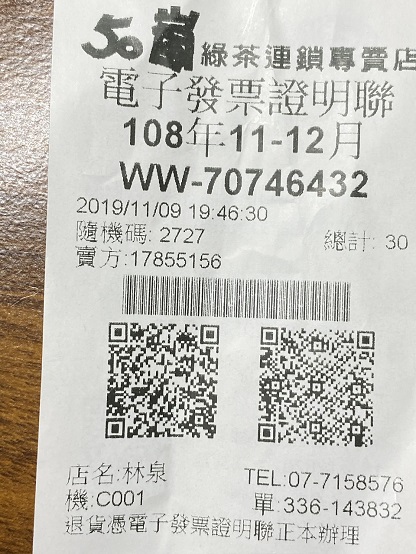 50嵐 綠茶連鎖專賣店
電子發票證明聯
108年11-12月
WW-70746432
2019/11/09 19:46:30
隨機碼: 2727 總計: 30
賣方:17855156
店名:林泉 TEL:07-7158576
機:C001 單:336-143832
退貨憑電子發票證明聯正本辦理